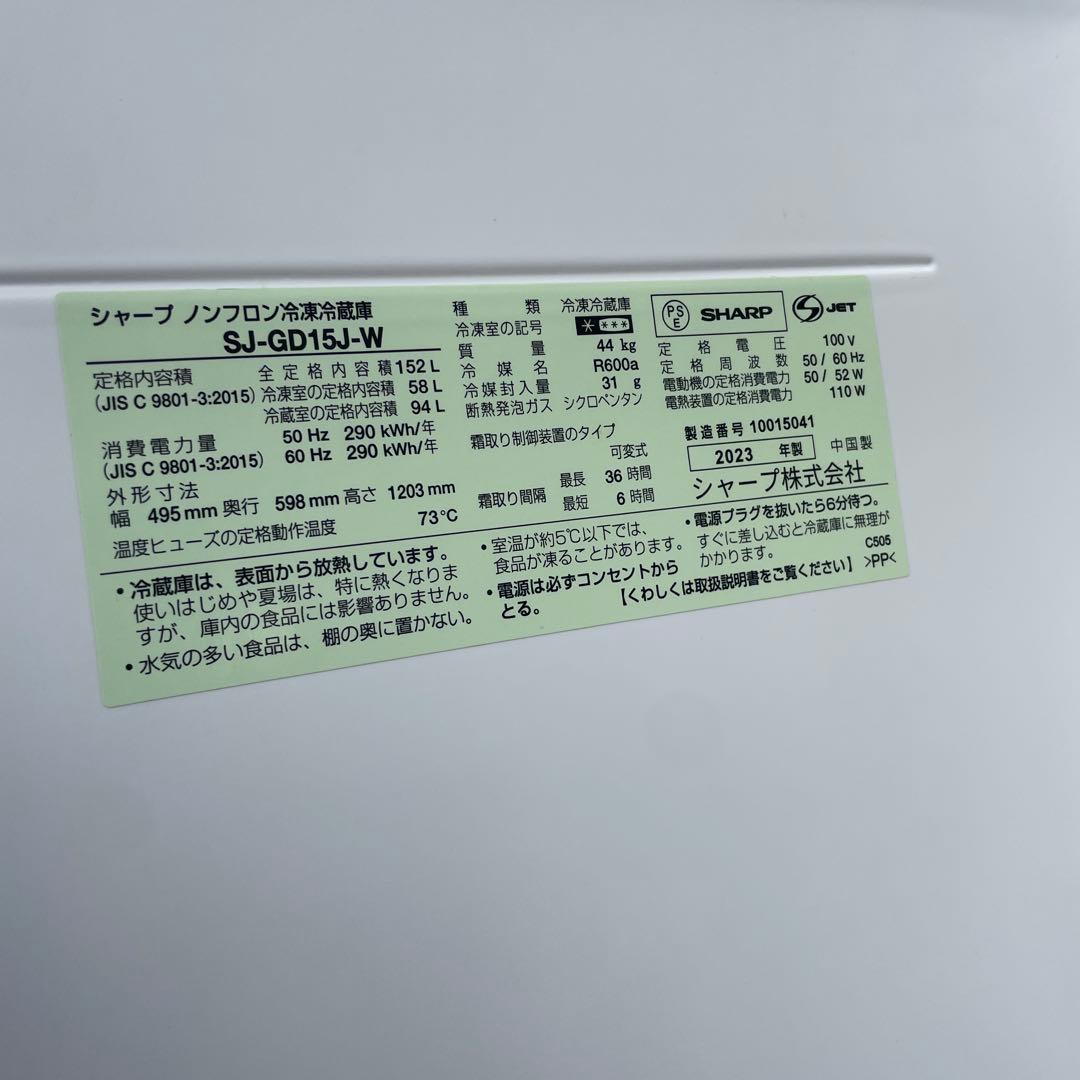 シャープ ノンフロン冷凍冷蔵庫
SJ-GD15J-W
定格内容積
(JIS C 9801-3:2015)
全定格内容積 152 L
冷凍室の定格内容積 58 L
冷蔵室の定格内容積 94 L
消費電力量
(JIS C 9801-3:2015)
50 Hz 290 kWh/年
60 Hz 290 kWh/年
外形寸法
幅 495 mm 奥行 598 mm 高さ 1203 mm
温度ヒューズの定格動作温度 73℃
種類 冷凍冷蔵庫
冷凍室の記号 ****
質量 44 kg
冷媒名 R600a
冷媒封入量 31 g
断熱発泡ガス シクロペンタン
霜取り制御装置のタイプ
可変式
霜取り間隔
最長 36 時間
最短 6 時間
PSE SHARP JET
定格電圧 100 V
定格周波数 50 / 60 Hz
電動機の定格消費電力 50 / 52 W
電熱装置の定格消費電力 110 W
製造番号 10015041
2023 年製 中国製
シャープ株式会社
・冷蔵庫は、表面から放熱しています。
使いはじめや夏場は、特に熱くなりま
すが、庫内の食品には影響ありません。
・水気の多い食品は、棚の奥に置かない。
・室温が約5℃以下では、
食品が凍ることがあります。
・電源は必ずコンセントから
とる。
・電源プラグを抜いたら6分待つ。
すぐに差し込むと冷蔵庫に無理が
かかります。
C505
【くわしくは取扱説明書をご覧ください】 >PP<